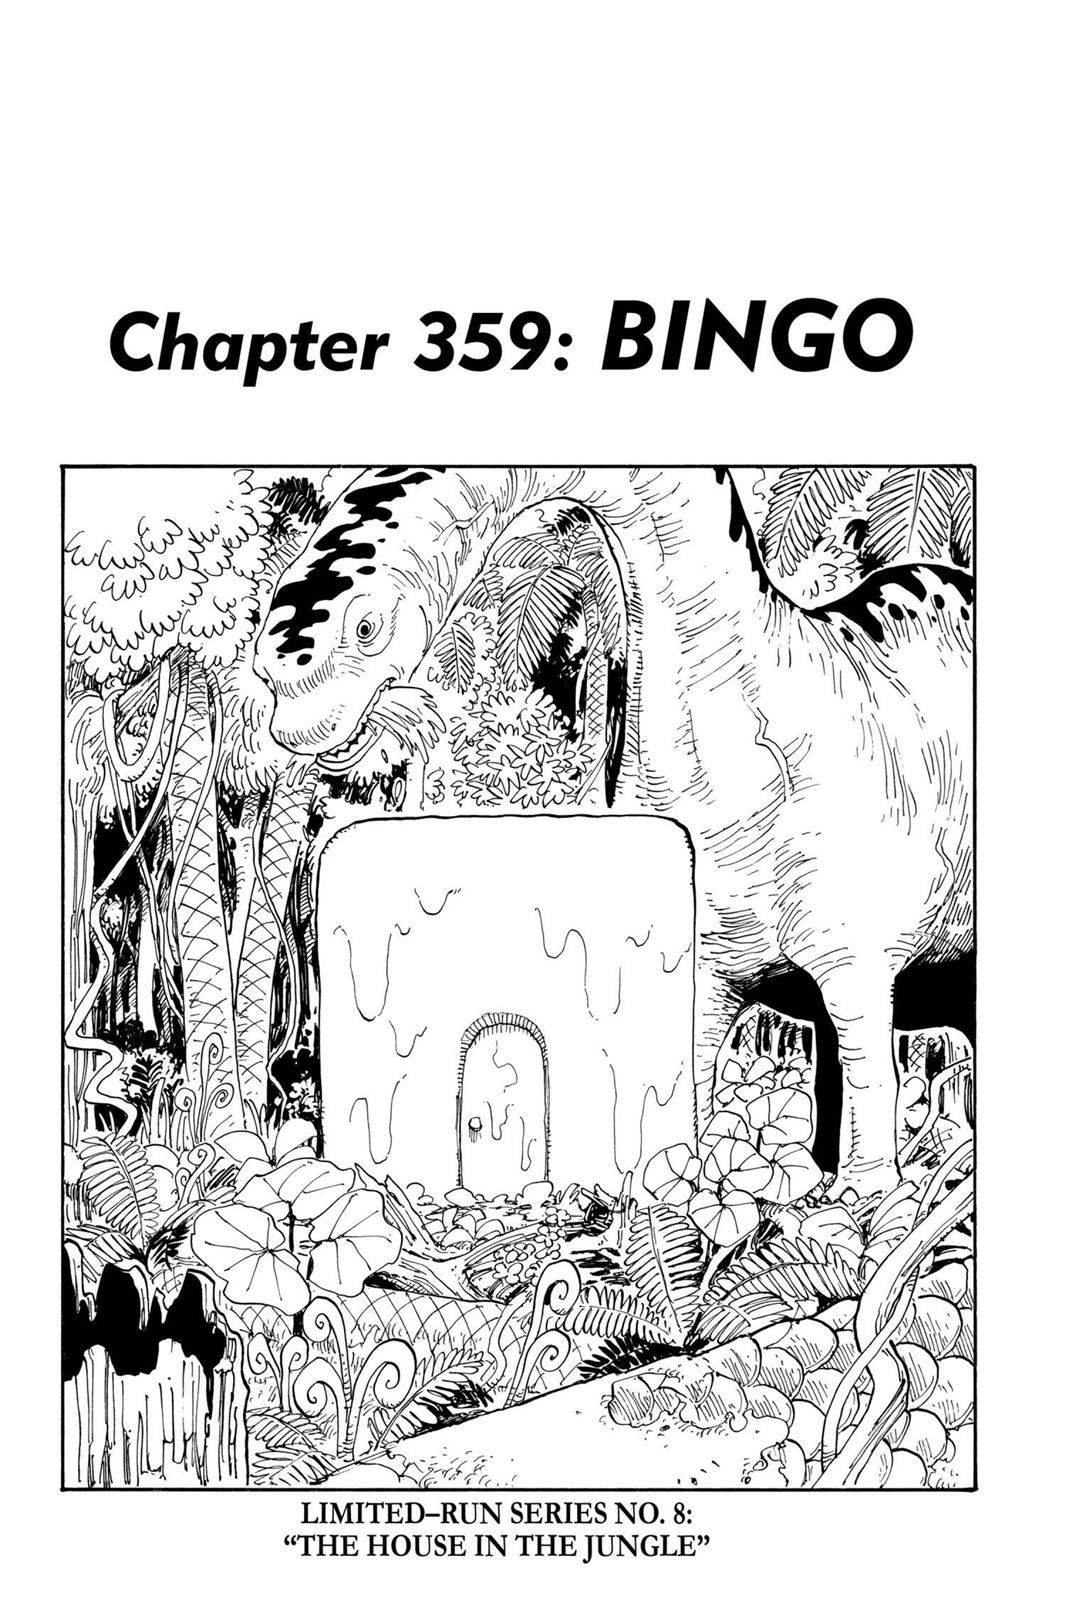 Chapter 359: BINGO
LIMITED–RUN SERIES NO. 8:
“THE HOUSE IN THE JUNGLE”